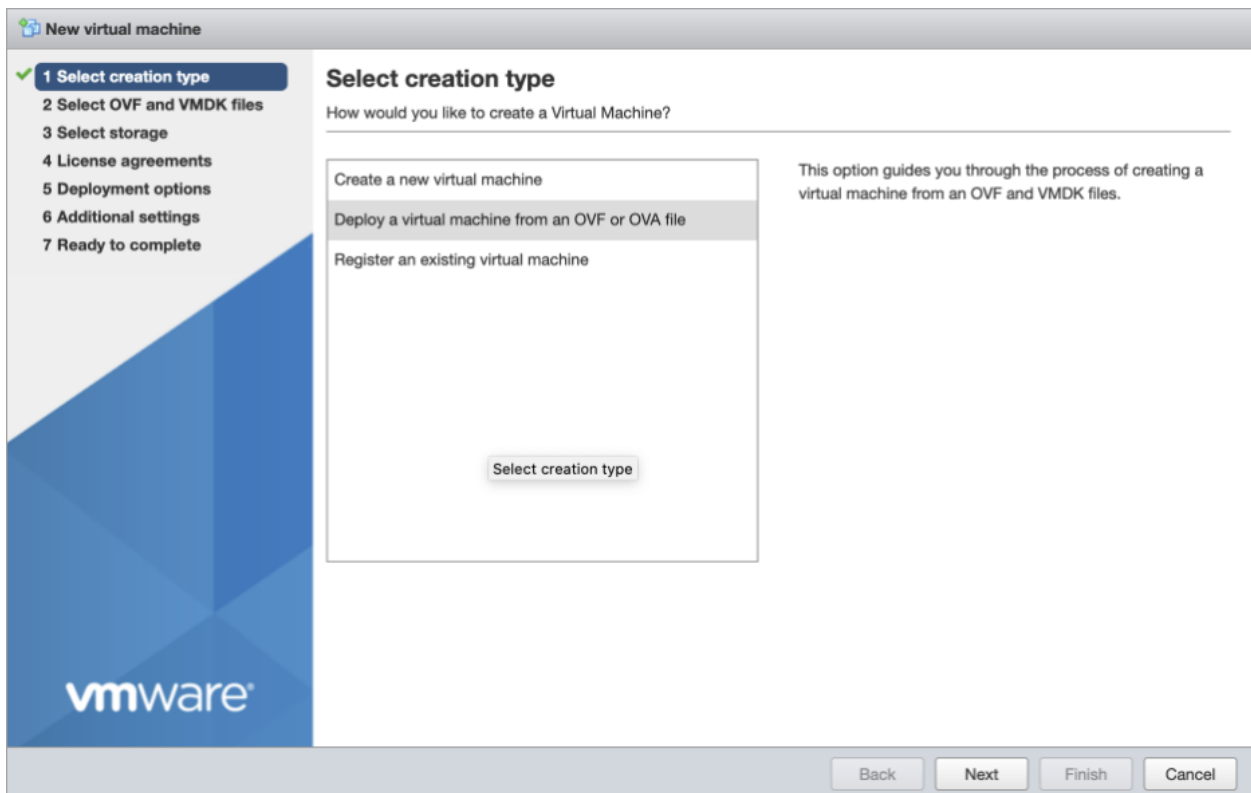 New virtual machine
1 Select creation type
2 Select OVF and VMDK files
3 Select storage
4 License agreements
5 Deployment options
6 Additional settings
7 Ready to complete
vmware®
Select creation type
How would you like to create a Virtual Machine?
Create a new virtual machine
Deploy a virtual machine from an OVF or OVA file
Register an existing virtual machine
Select creation type
This option guides you through the process of creating a
virtual machine from an OVF and VMDK files.
Back
Next
Finish
Cancel